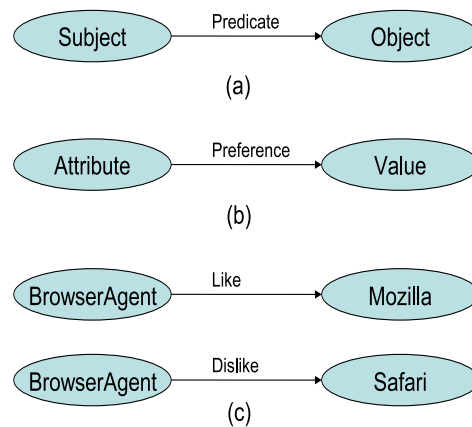 Predicate
Subject Object
(a)
Preference
Attribute Value
(b)
Like
BrowserAgent Mozilla
Dislike
BrowserAgent Safari
(c)